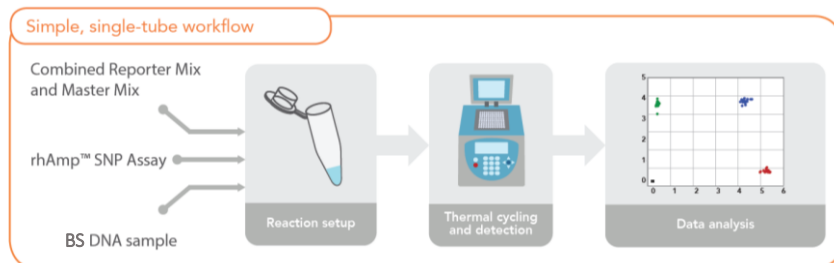 Simple, single-tube workflow
Combined Reporter Mix
and Master Mix
rhAmp™ SNP Assay
BS DNA sample
Reaction setup
Thermal cycling
and detection
5
4
3
2
1
0
0 1 2 3 4 5 6
Data analysis